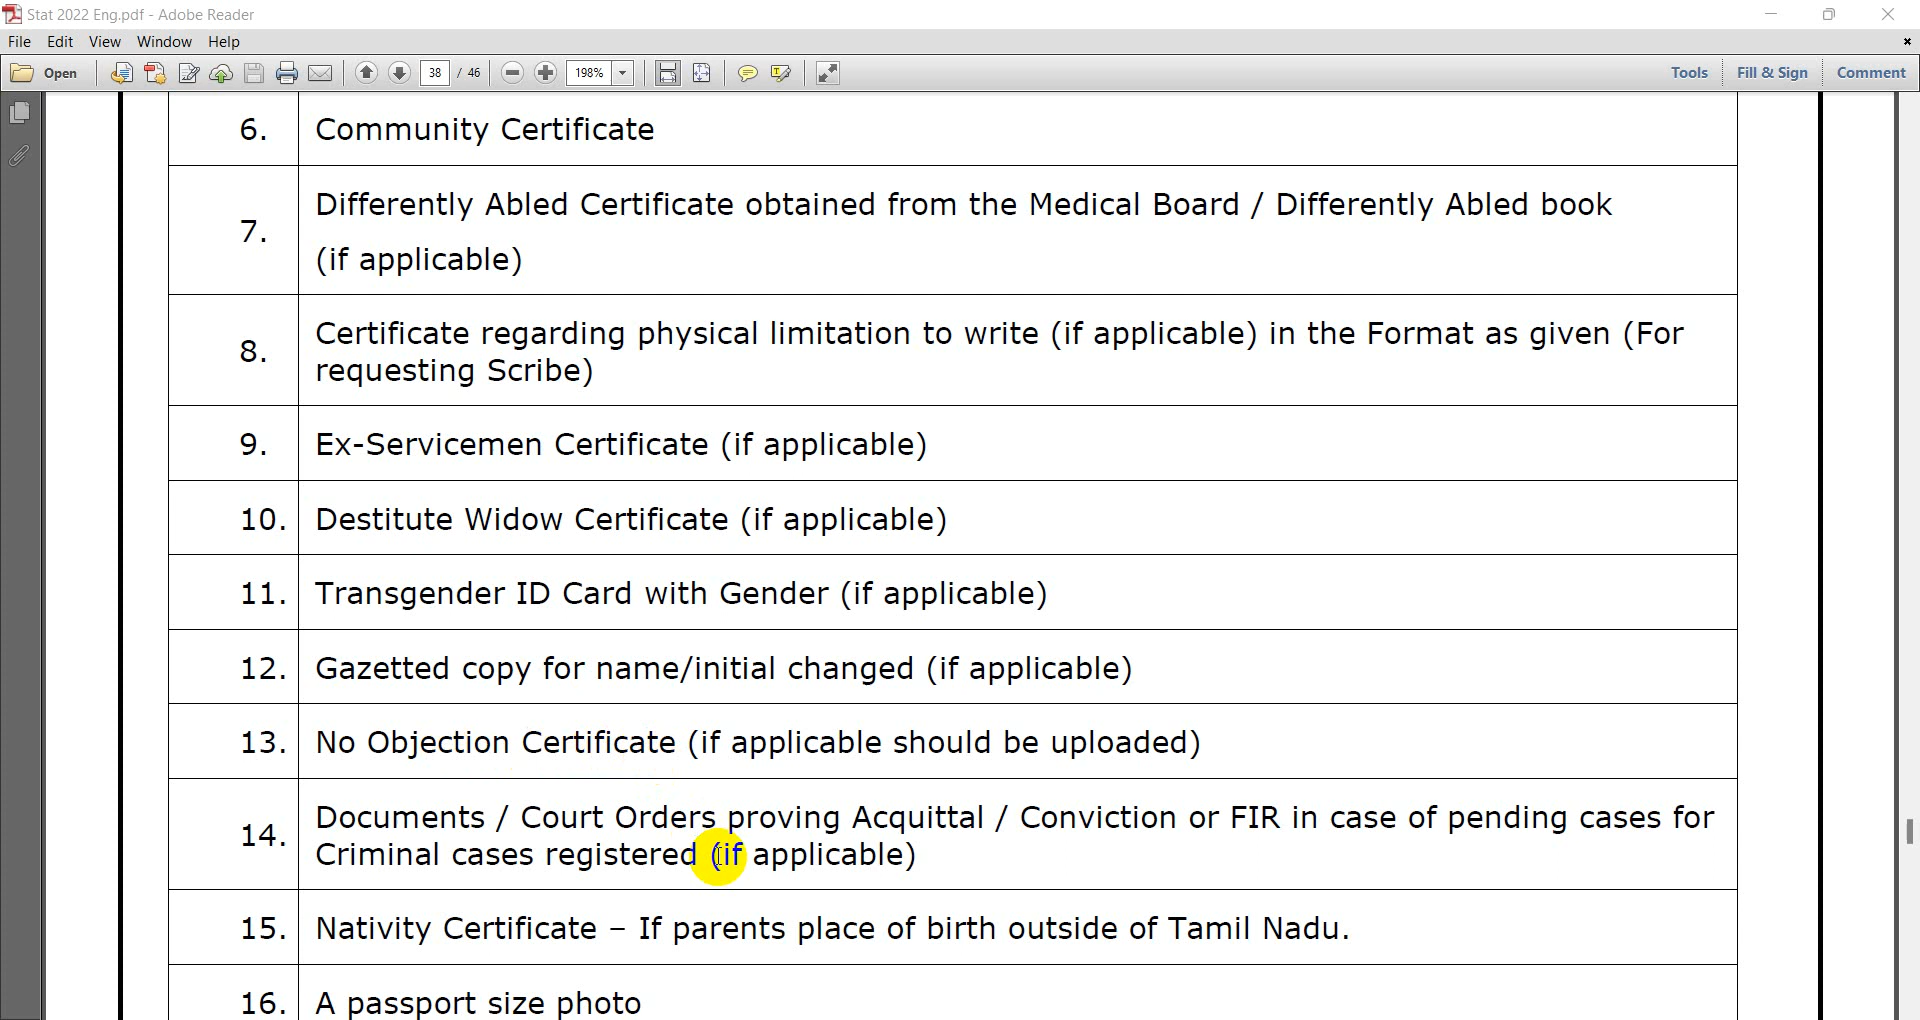 Stat 2022 Eng.pdf - Adobe Reader
File Edit View Window Help
Open 38 / 46 198% Tools Fill & Sign Comment
6. Community Certificate
7. Differently Abled Certificate obtained from the Medical Board / Differently Abled book
(if applicable)
8. Certificate regarding physical limitation to write (if applicable) in the Format as given (For
requesting Scribe)
9. Ex-Servicemen Certificate (if applicable)
10. Destitute Widow Certificate (if applicable)
11. Transgender ID Card with Gender (if applicable)
12. Gazetted copy for name/initial changed (if applicable)
13. No Objection Certificate (if applicable should be uploaded)
14. Documents / Court Orders proving Acquittal / Conviction or FIR in case of pending cases for
Criminal cases registered (if applicable)
15. Nativity Certificate – If parents place of birth outside of Tamil Nadu.
16. A passport size photo